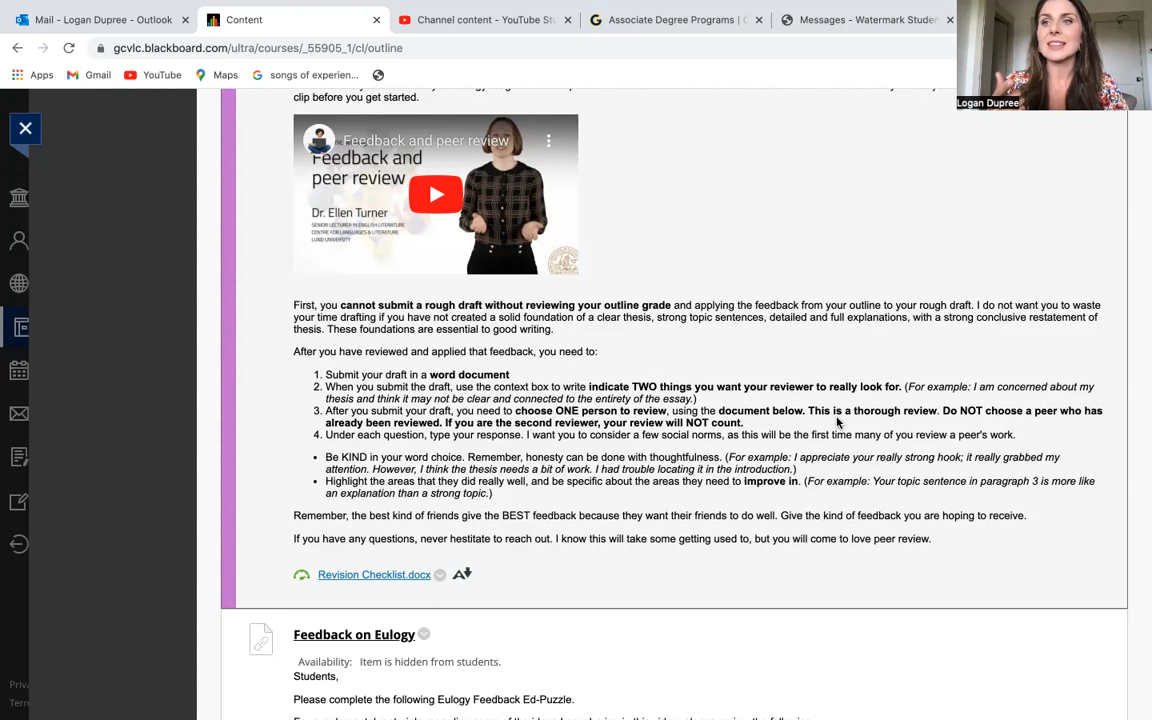 Mail - Logan Dupree - Outlook
Content
Channel content - YouTube Stu
Associate Degree Programs | G
Messages - Watermark Studen
gcvlc.blackboard.com/ultra/courses/_55905_1/cl/outline
Apps
Gmail
YouTube
Maps
songs of experien...
Logan Dupree
clip before you get started.
Feedback and peer review
Feedback and
peer review
Dr. Ellen Turner
SENIOR LECTURER IN ENGLISH LITERATURE
CENTRE FOR LANGUAGES & LITERATURE
LUND UNIVERSITY
First, you cannot submit a rough draft without reviewing your outline grade and applying the feedback from your outline to your rough draft. I do not want you to waste
your time drafting if you have not created a solid foundation of a clear thesis, strong topic sentences, detailed and full explanations, with a strong conclusive restatement of
thesis. These foundations are essential to good writing.
After you have reviewed and applied that feedback, you need to:
1. Submit your draft in a word document
2. When you submit the draft, use the context box to write indicate TWO things you want your reviewer to really look for. (For example: I am concerned about my
thesis and think it may not be clear and connected to the entirety of the essay.)
3. After you submit your draft, you need to choose ONE person to review, using the document below. This is a thorough review. Do NOT choose a peer who has
already been reviewed. If you are the second reviewer, your review will NOT count.
4. Under each question, type your response. I want you to consider a few social norms, as this will be the first time many of you review a peer's work.
• Be KIND in your word choice. Remember, honesty can be done with thoughtfulness. (For example: I appreciate your really strong hook; it really grabbed my
attention. However, I think the thesis needs a bit of work. I had trouble locating it in the introduction.)
• Highlight the areas that they did really well, and be specific about the areas they need to improve in. (For example: Your topic sentence in paragraph 3 is more like
an explanation than a strong topic.)
Remember, the best kind of friends give the BEST feedback because they want their friends to do well. Give the kind of feedback you are hoping to receive.
If you have any questions, never hestitate to reach out. I know this will take some getting used to, but you will come to love peer review.
Revision Checklist.docx
Feedback on Eulogy
Availability: Item is hidden from students.
Students,
Please complete the following Eulogy Feedback Ed-Puzzle.
Priv
Term